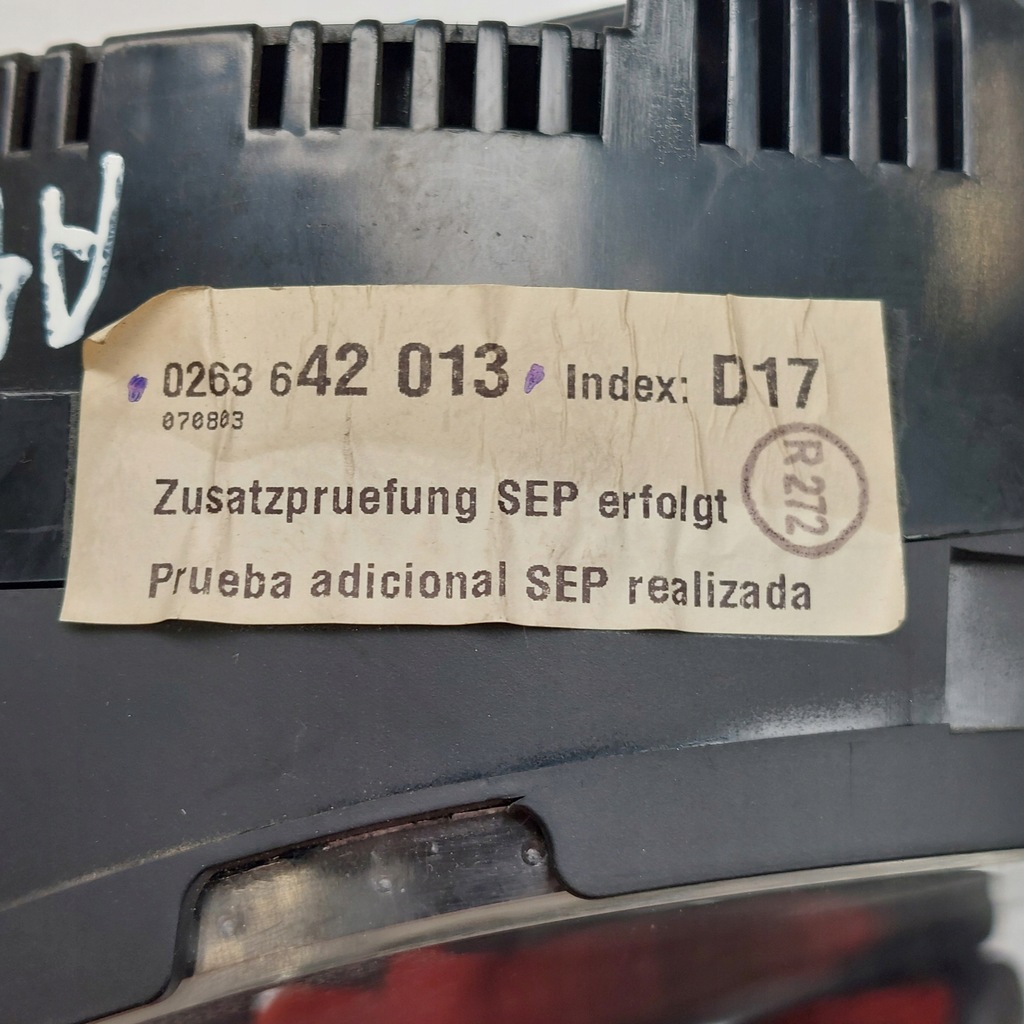 0263 642 013 Index: D17
070803
R272
Zusatzpruefung SEP erfolgt
Prueba adicional SEP realizada
A